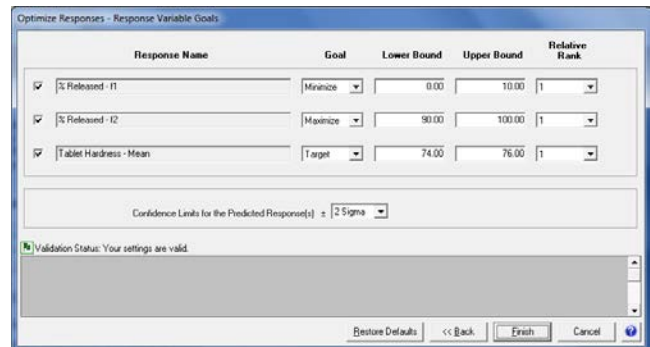 Optimize Responses - Response Variable Goals
Response Name Goal Lower Bound Upper Bound Relative Rank
% Released - f1 Minimize 0.00 10.00 1
% Released - f2 Maximize 90.00 100.00 1
Tablet Hardness - Mean Target 74.00 76.00 1
Confidence Limits for the Predicted Response(s) ± 2 Sigma
Validation Status: Your settings are valid.
Restore Defaults << Back Finish Cancel